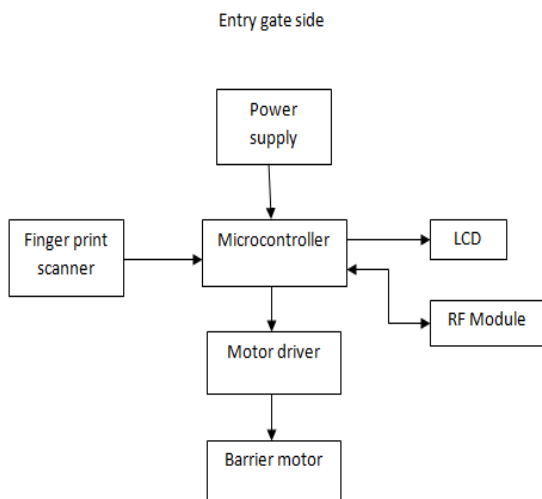 Entry gate side
Power
supply
Finger print
scanner
Microcontroller
LCD
RF Module
Motor driver
Barrier motor